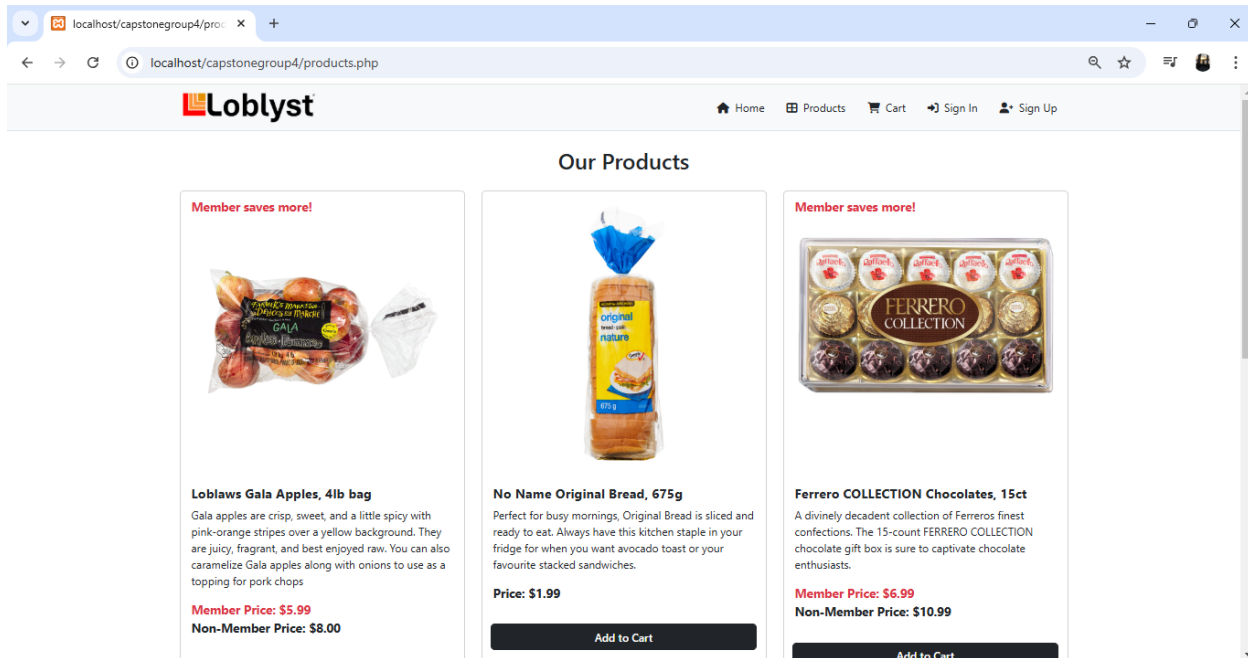 localhost/capstonegroup4/proc
localhost/capstonegroup4/products.php
Loblyst
Home Products Cart Sign In Sign Up
Our Products
Member saves more!
FARMER'S MARKET
DÉLICES DU MARCHÉ
GALA
Loblaws Gala Apples, 4lb bag
Gala apples are crisp, sweet, and a little spicy with
pink-orange stripes over a yellow background. They
are juicy, fragrant, and best enjoyed raw. You can also
caramelize Gala apples along with onions to use as a
topping for pork chops
Member Price: $5.99
Non-Member Price: $8.00
original
nature
675 g
No Name Original Bread, 675g
Perfect for busy mornings, Original Bread is sliced and
ready to eat. Always have this kitchen staple in your
fridge for when you want avocado toast or your
favourite stacked sandwiches.
Price: $1.99
Add to Cart
Member saves more!
Raffaello
FERRERO
COLLECTION
Ferrero COLLECTION Chocolates, 15ct
A divinely decadent collection of Ferreros finest
confections. The 15-count FERRERO COLLECTION
chocolate gift box is sure to captivate chocolate
enthusiasts.
Member Price: $6.99
Non-Member Price: $10.99
Add to Cart